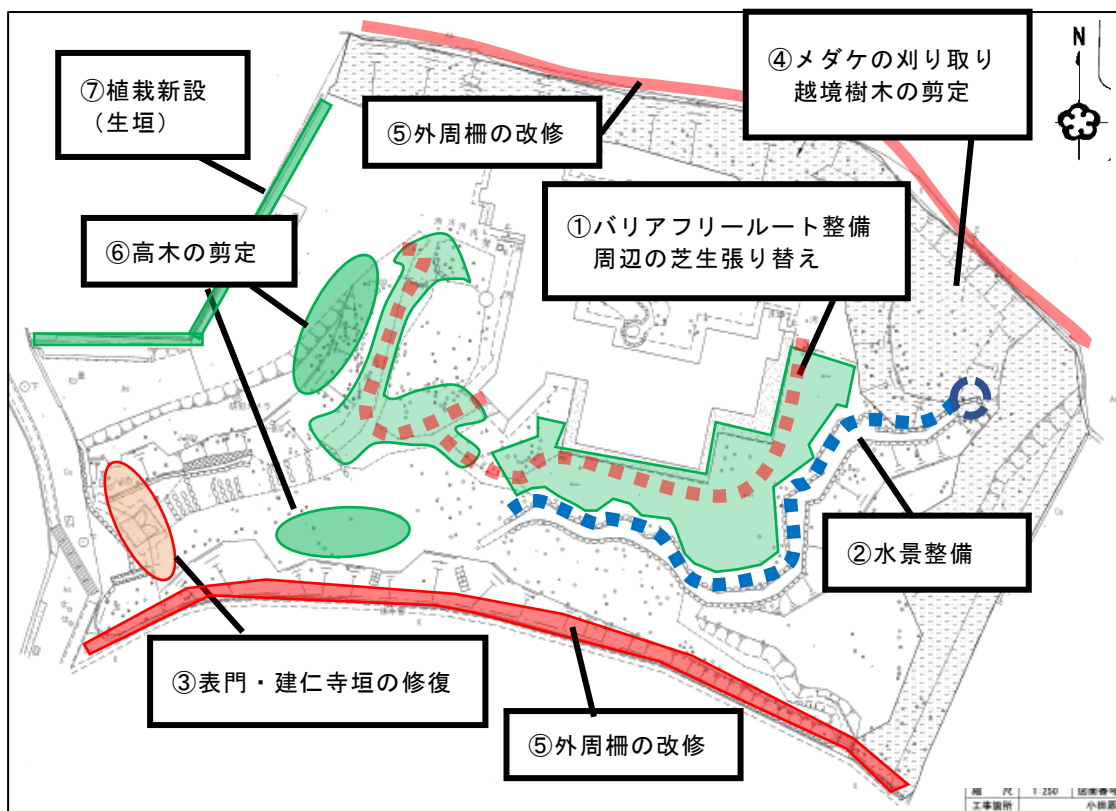 ④メダケの刈り取り
越境樹木の剪定
N
⑦植栽新設
（生垣）
⑤外周柵の改修
①バリアフリールート整備
周辺の芝生張り替え
⑥高木の剪定
②水景整備
③表門・建仁寺垣の修復
⑤外周柵の改修
縮 尺 1:250 図面番号
工事箇所